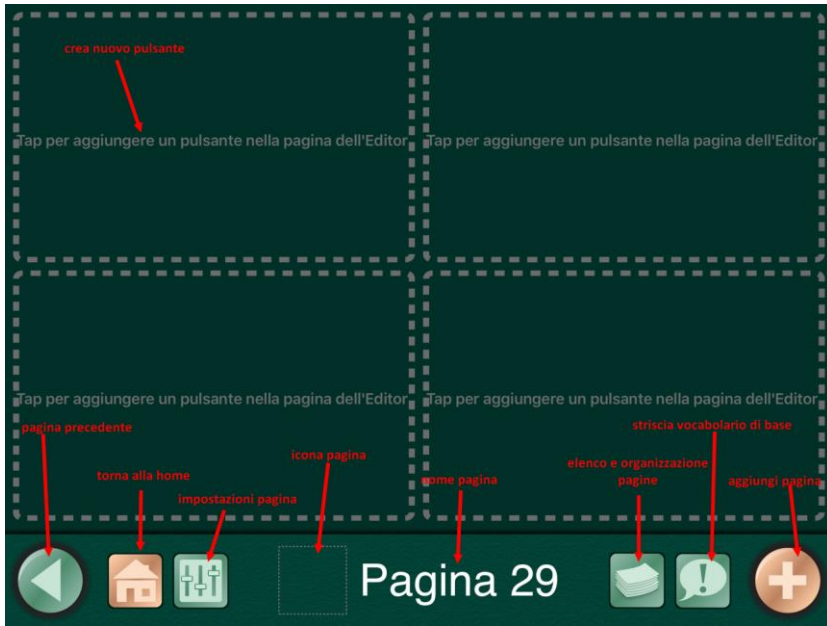 crea nuovo pulsante
Tap per aggiungere un pulsante nella pagina dell'Editor
Tap per aggiungere un pulsante nella pagina dell'Editor
Tap per aggiungere un pulsante nella pagina dell'Editor
Tap per aggiungere un pulsante nella pagina dell'Editor
pagina precedente
torna alla home
impostazioni pagina
icona pagina
nome pagina
elenco e organizzazione
pagine
striscia vocabolario di base
aggiungi pagina
Pagina 29